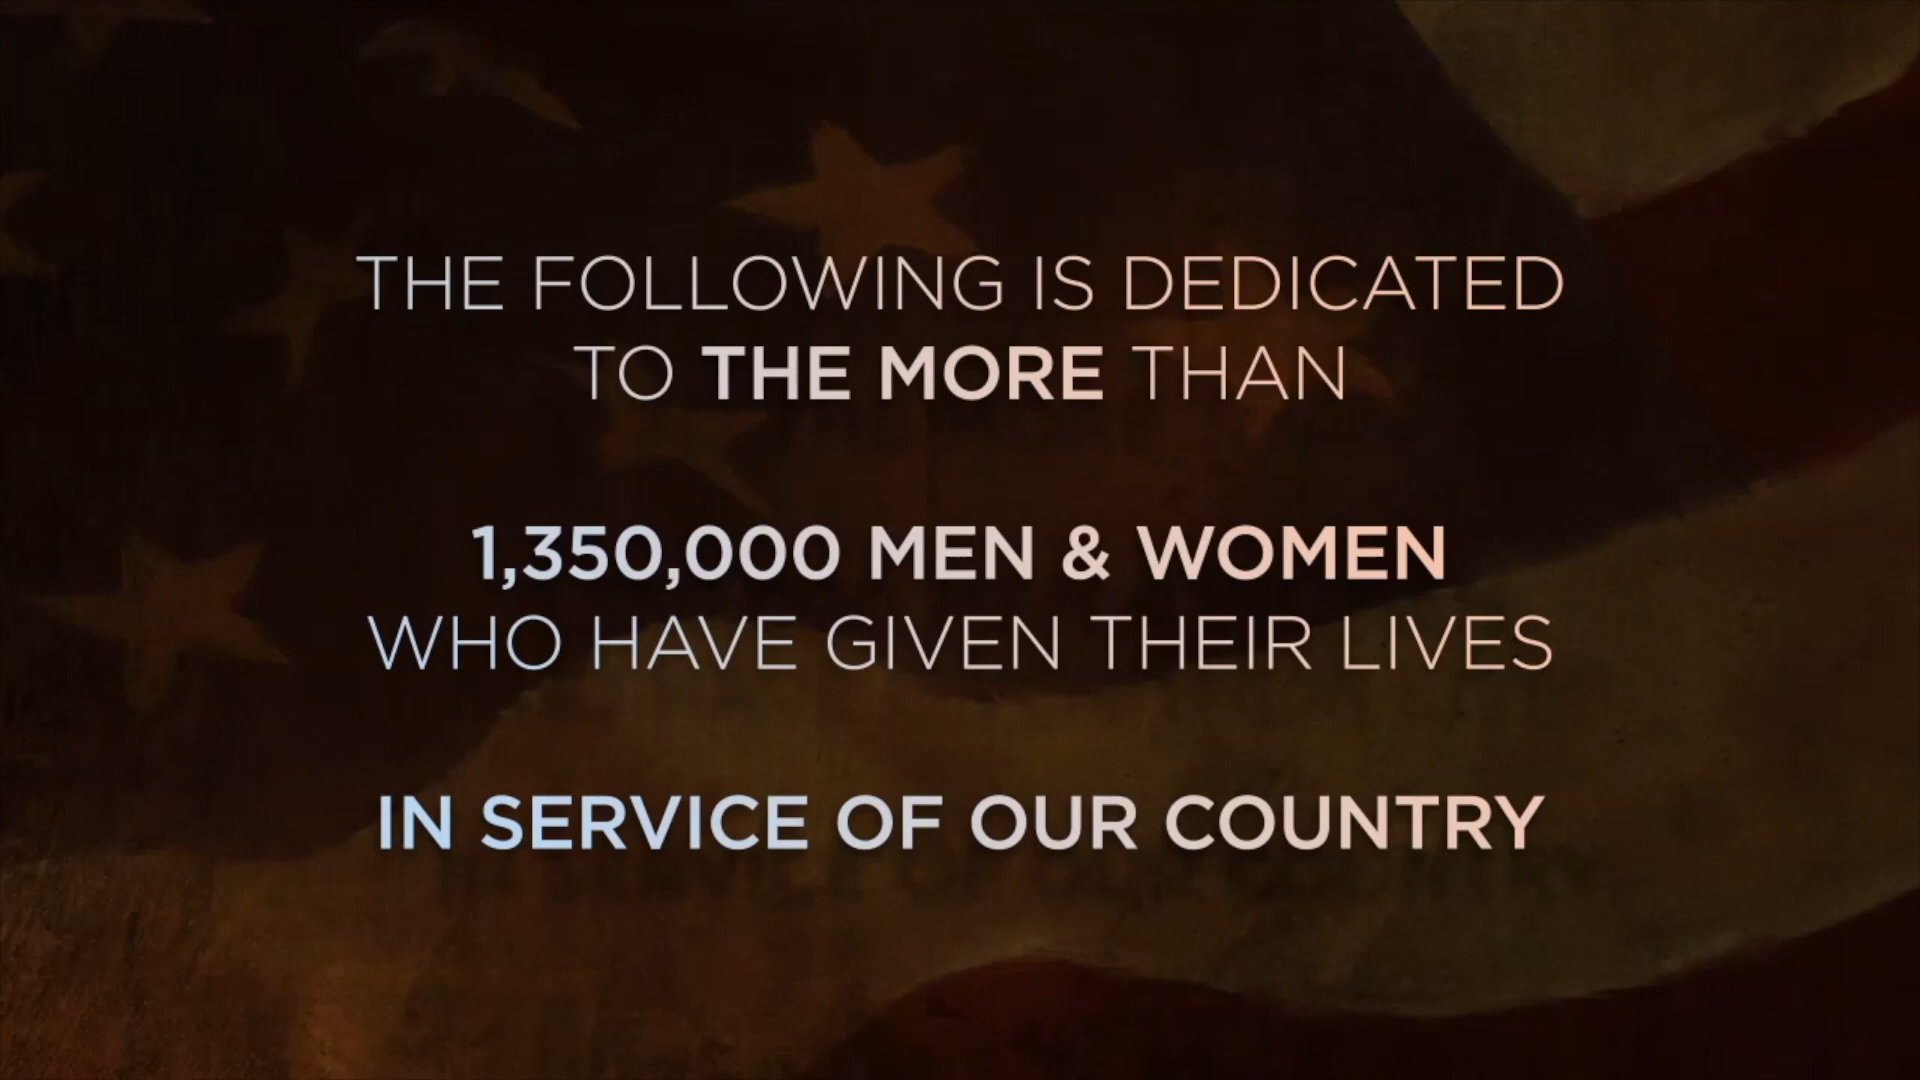 THE FOLLOWING IS DEDICATED
TO THE MORE THAN
1,350,000 MEN & WOMEN
WHO HAVE GIVEN THEIR LIVES
IN SERVICE OF OUR COUNTRY